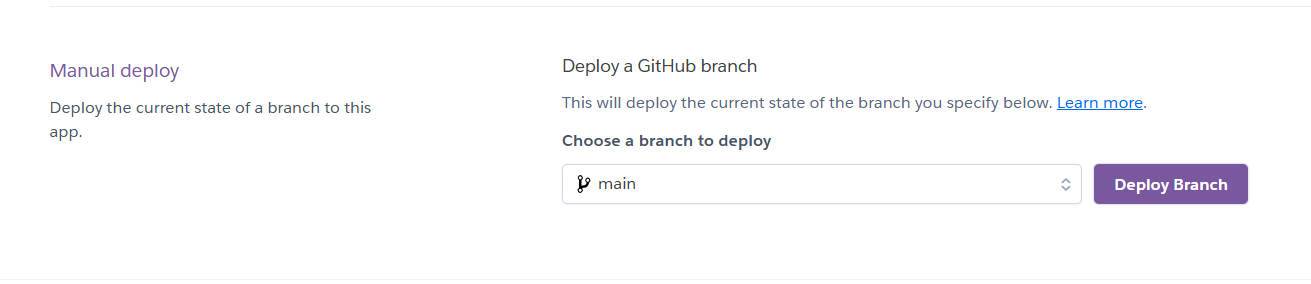 Manual deploy
Deploy the current state of a branch to this
app.
Deploy a GitHub branch
This will deploy the current state of the branch you specify below. Learn more.
Choose a branch to deploy
main
Deploy Branch